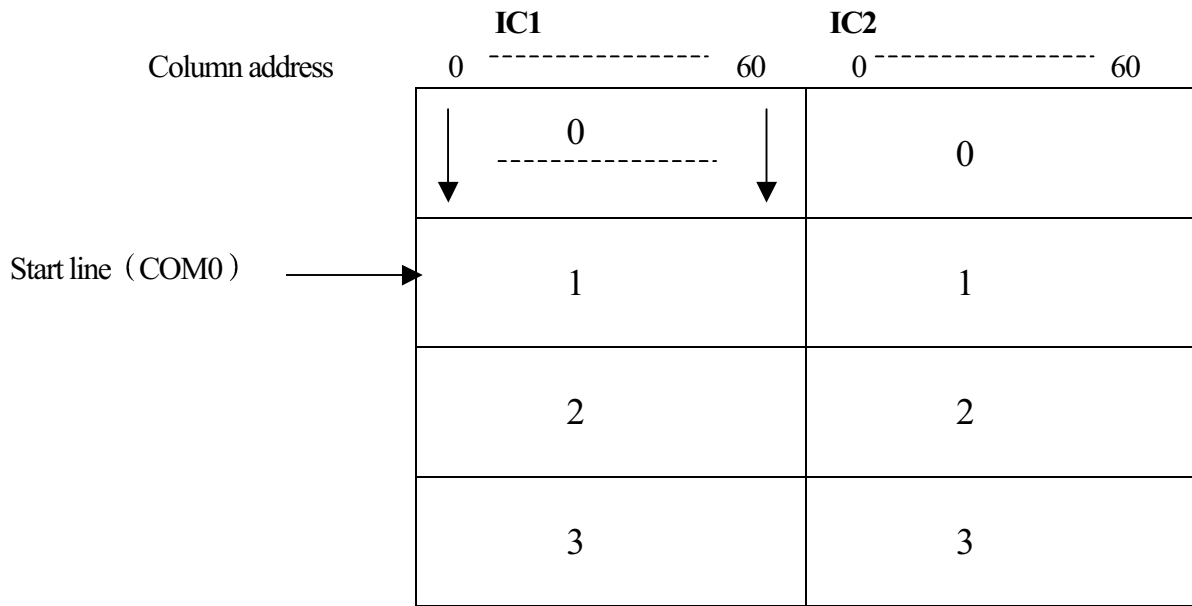 IC1 IC2
Column address 0 ------------------ 60 0 ------------------ 60
0 0
------------------
Start line（COM0） 1 1
2 2
3 3